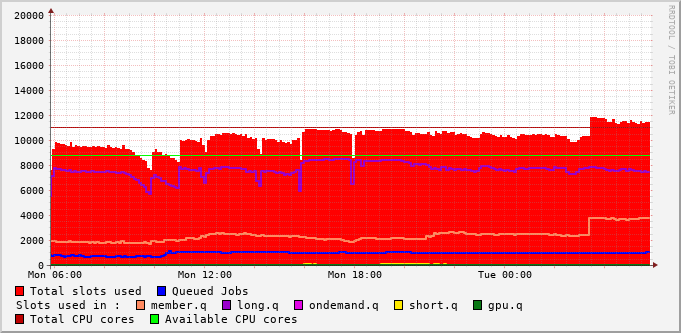 20000
18000
16000
14000
12000
10000
8000
6000
4000
2000
0
Mon 06:00 Mon 12:00 Mon 18:00 Tue 00:00
RRDTOOL / TOBI OETIKER
Total slots used Queued Jobs
Slots used in : member.q long.q ondemand.q short.q gpu.q
Total CPU cores Available CPU cores